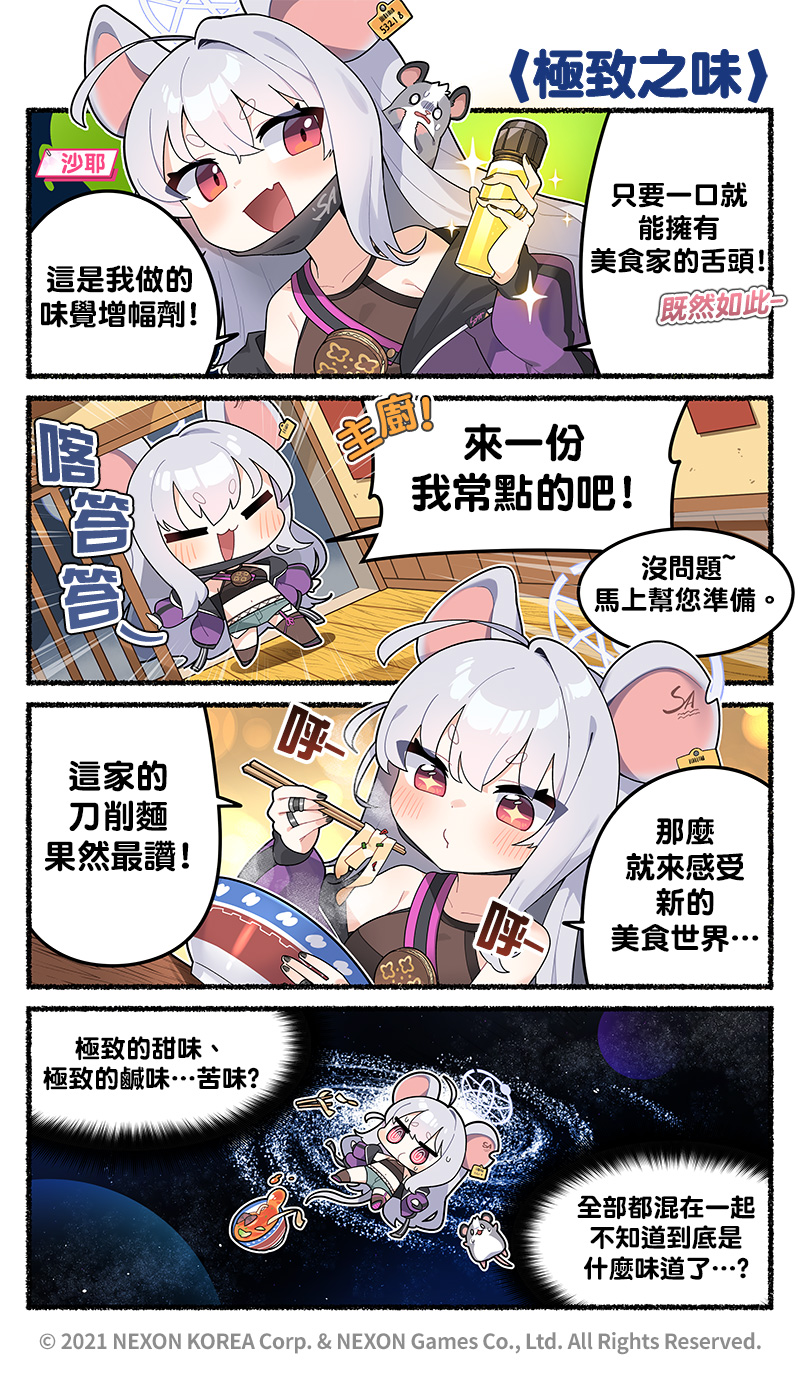 《極致之味》
53218
沙耶
SA
只要一口就
能擁有
美食家的舌頭!
這是我做的
味覺增幅劑!
既然如此-
喀答答
主廚!
來一份
我常點的吧!
沒問題~
馬上幫您準備。
SA
呼-
這家的
刀削麵
果然最讚!
那麼
就來感受
新的
美食世界…
呼-
極致的甜味、
極致的鹹味…苦味?
全部都混在一起
不知道到底是
什麼味道了…?
© 2021 NEXON KOREA Corp. & NEXON Games Co., Ltd. All Rights Reserved.